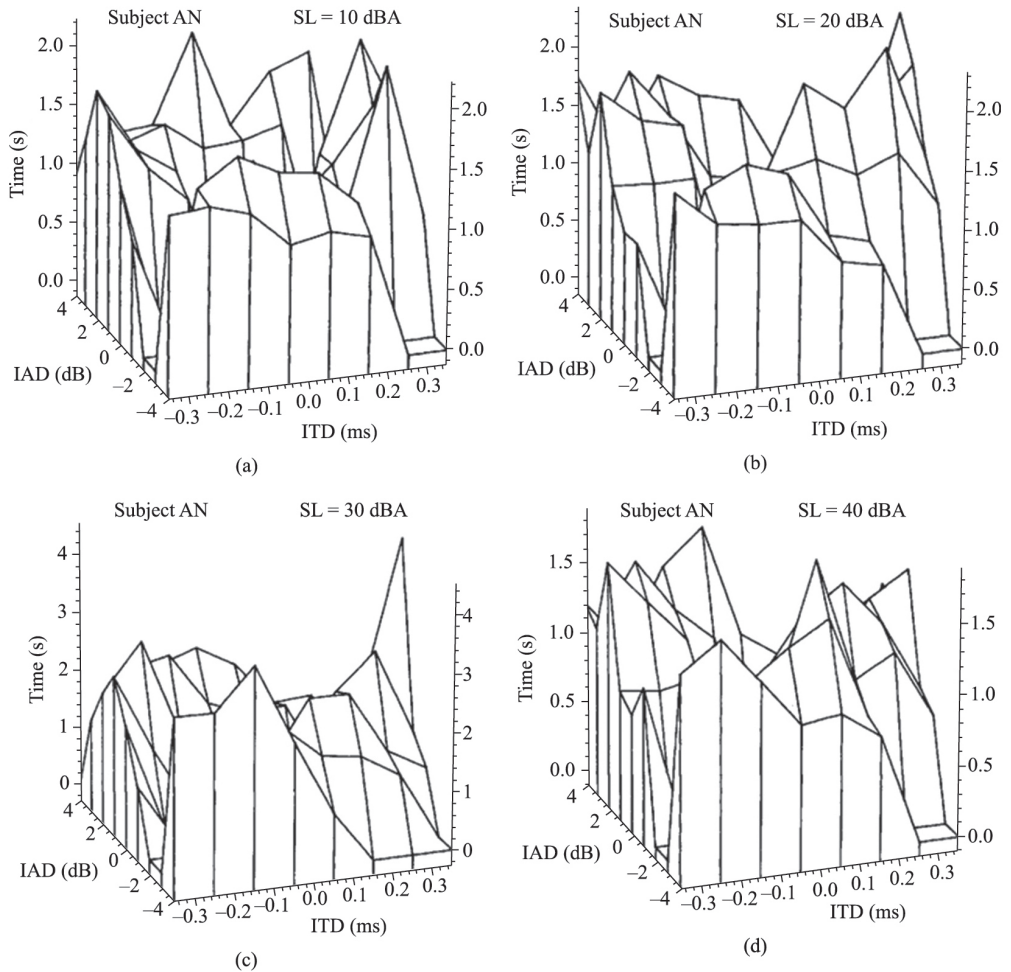 Subject AN SL = 10 dBA
2.0
1.5
1.0
0.5
0.0
Time (s)
2.0
1.5
1.0
0.5
0.0
4
2
0
−2
−4
IAD (dB)
−0.3 −0.2 −0.1 0.0 0.1 0.2 0.3
ITD (ms)
(a)
Subject AN SL = 20 dBA
2.0
1.5
1.0
0.5
0.0
Time (s)
2.0
1.5
1.0
0.5
0.0
4
2
0
−2
−4
IAD (dB)
−0.3 −0.2 −0.1 0.0 0.1 0.2 0.3
ITD (ms)
(b)
Subject AN SL = 30 dBA
4
3
2
1
0
Time (s)
4
3
2
1
0
4
2
0
−2
−4
IAD (dB)
−0.3 −0.2 −0.1 0.0 0.1 0.2 0.3
ITD (ms)
(c)
Subject AN SL = 40 dBA
1.5
1.0
0.5
0.0
Time (s)
1.5
1.0
0.5
0.0
4
2
0
−2
−4
IAD (dB)
−0.3 −0.2 −0.1 0.0 0.1 0.2 0.3
ITD (ms)
(d)